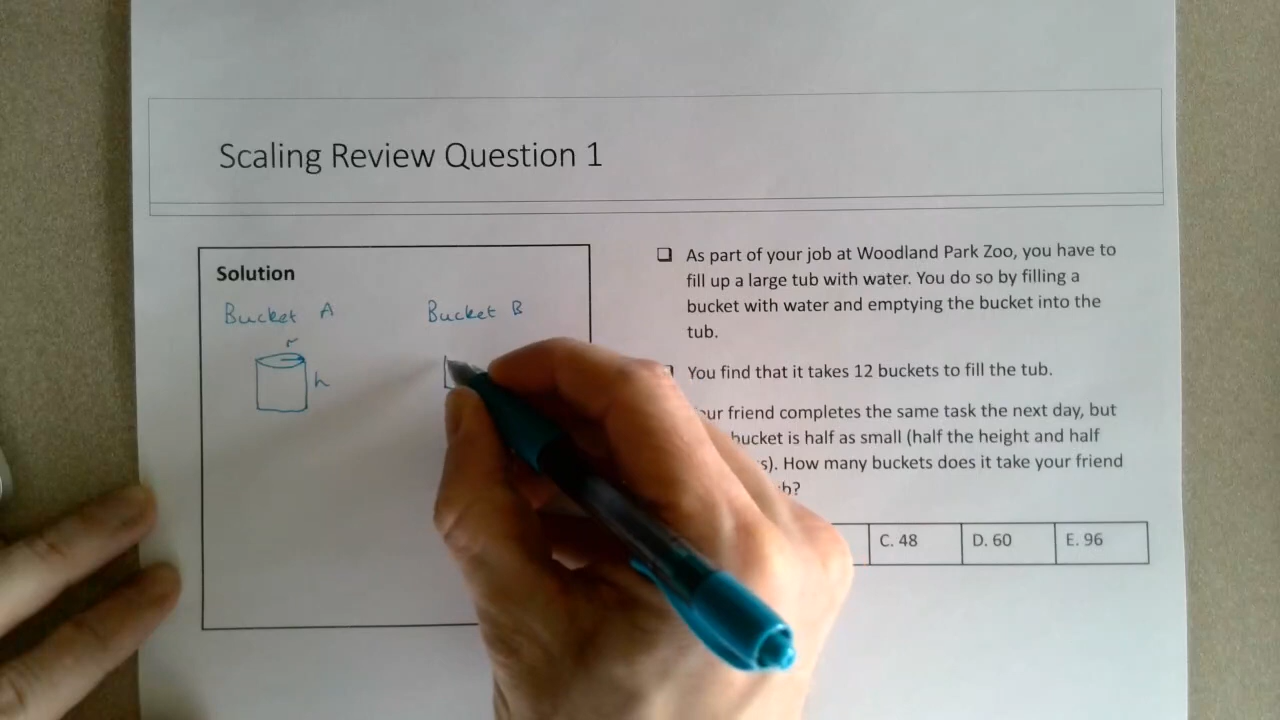 Scaling Review Question 1
Solution
Bucket A
Bucket B
r
h
As part of your job at Woodland Park Zoo, you have to
fill up a large tub with water. You do so by filling a
bucket with water and emptying the bucket into the
tub.
You find that it takes 12 buckets to fill the tub.
friend completes the same task the next day, but
bucket is half as small (half the height and half
How many buckets does it take your friend
C. 48
D. 60
E. 96